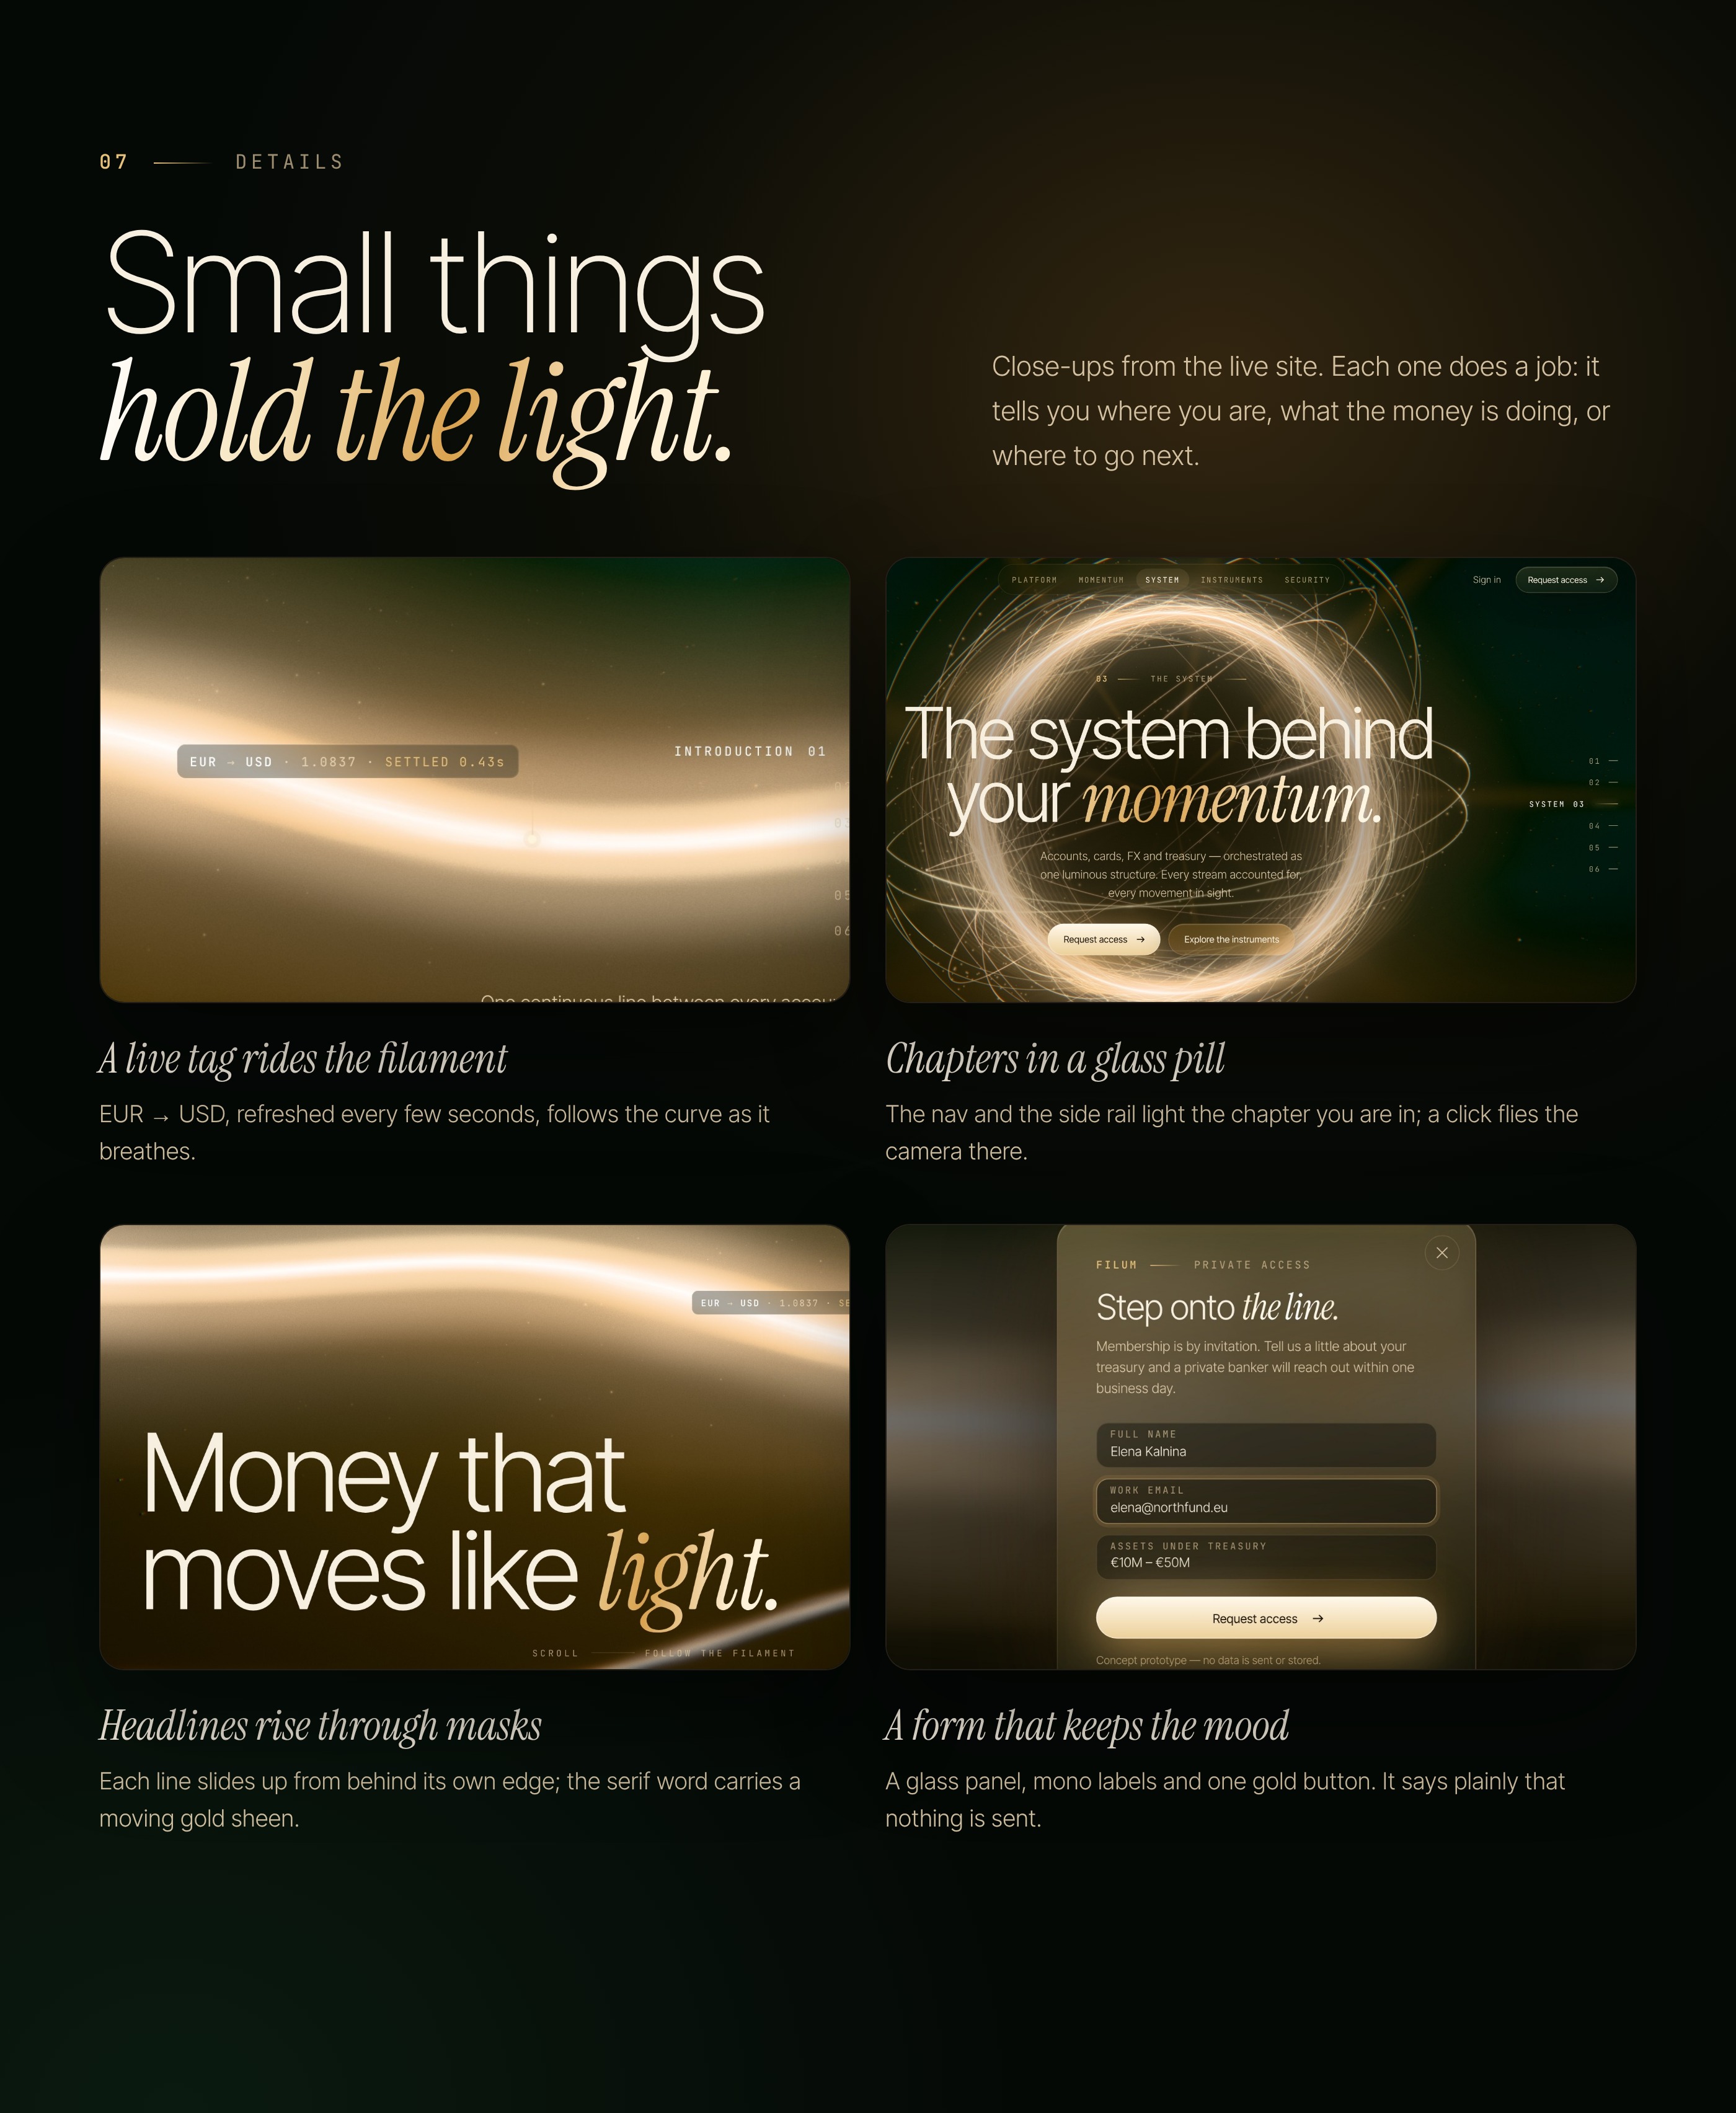 07 DETAILS
Small things
hold the light.
Close-ups from the live site. Each one does a job: it
tells you where you are, what the money is doing, or
where to go next.
EUR → USD · 1.0837 · SETTLED 0.43s
INTRODUCTION 01
05
One continuous line between every
A live tag rides the filament
EUR → USD, refreshed every few seconds, follows the curve as it
breathes.
PLATFORM MOMENTUM SYSTEM INSTRUMENTS SECURITY
Sign in
Request access →
03 THE SYSTEM
The system behind
your momentum.
Accounts, cards, FX and treasury — orchestrated as
one luminous structure. Every stream accounted for,
every movement in sight.
Request access →
Explore the instruments
01
02
SYSTEM 03
04
05
06
Chapters in a glass pill
The nav and the side rail light the chapter you are in; a click flies the
camera there.
EUR → USD · 1.0837 · SE
Money that
moves like light.
SCROLL FOLLOW THE FILAMENT
Headlines rise through masks
Each line slides up from behind its own edge; the serif word carries a
moving gold sheen.
FILUM PRIVATE ACCESS
Step onto the line.
Membership is by invitation. Tell us a little about your
treasury and a private banker will reach out within one
business day.
FULL NAME
Elena Kalnina
WORK EMAIL
elena@northfund.eu
ASSETS UNDER TREASURY
€10M – €50M
Request access →
Concept prototype — no data is sent or stored.
A form that keeps the mood
A glass panel, mono labels and one gold button. It says plainly that
nothing is sent.